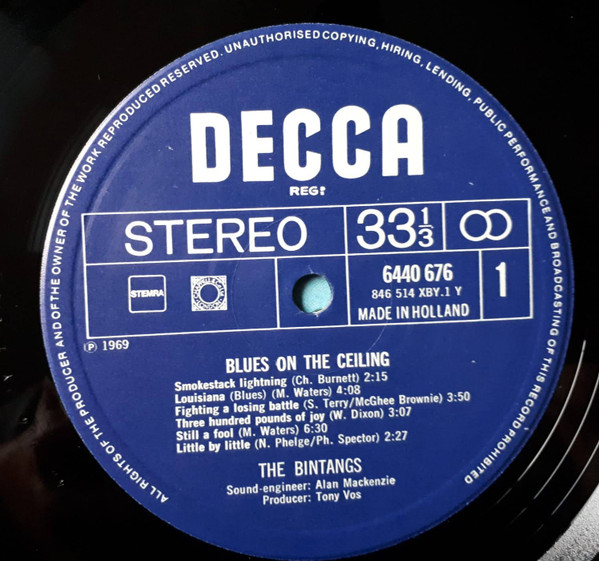 ALL RIGHTS OF THE PRODUCER AND OF THE OWNER OF THE WORK REPRODUCED RESERVED. UNAUTHORISED COPYING, HIRING, LENDING, PUBLIC PERFORMANCE AND BROADCASTING OF THIS RECORD PROHIBITED
DECCA
REGD
STEREO
33 1/3
STEMRA
6440 676
846 514 XBY.1 Y
MADE IN HOLLAND
1
Ⓟ 1969
BLUES ON THE CEILING
Smokestack lightning (Ch. Burnett) 2:15
Louisiana (Blues) (M. Waters) 4:08
Fighting a losing battle (S. Terry/McGhee Brownie) 3:50
Three hundred pounds of joy (W. Dixon) 3:07
Still a fool (M. Waters) 6:30
Little by little (N. Phelge/Ph. Spector) 2:27
THE BINTANGS
Sound-engineer: Alan Mackenzie
Producer: Tony Vos